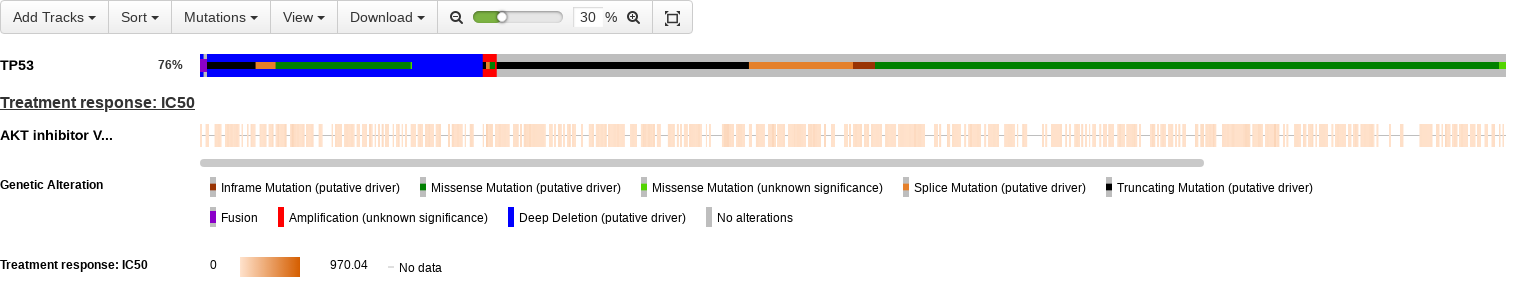 Add Tracks Sort Mutations View Download 30 %
TP53 76%
Treatment response: IC50
AKT inhibitor V...
Genetic Alteration Inframe Mutation (putative driver) Missense Mutation (putative driver) Missense Mutation (unknown significance) Splice Mutation (putative driver) Truncating Mutation (putative driver)
Fusion Amplification (unknown significance) Deep Deletion (putative driver) No alterations
Treatment response: IC50 0 970.04 No data